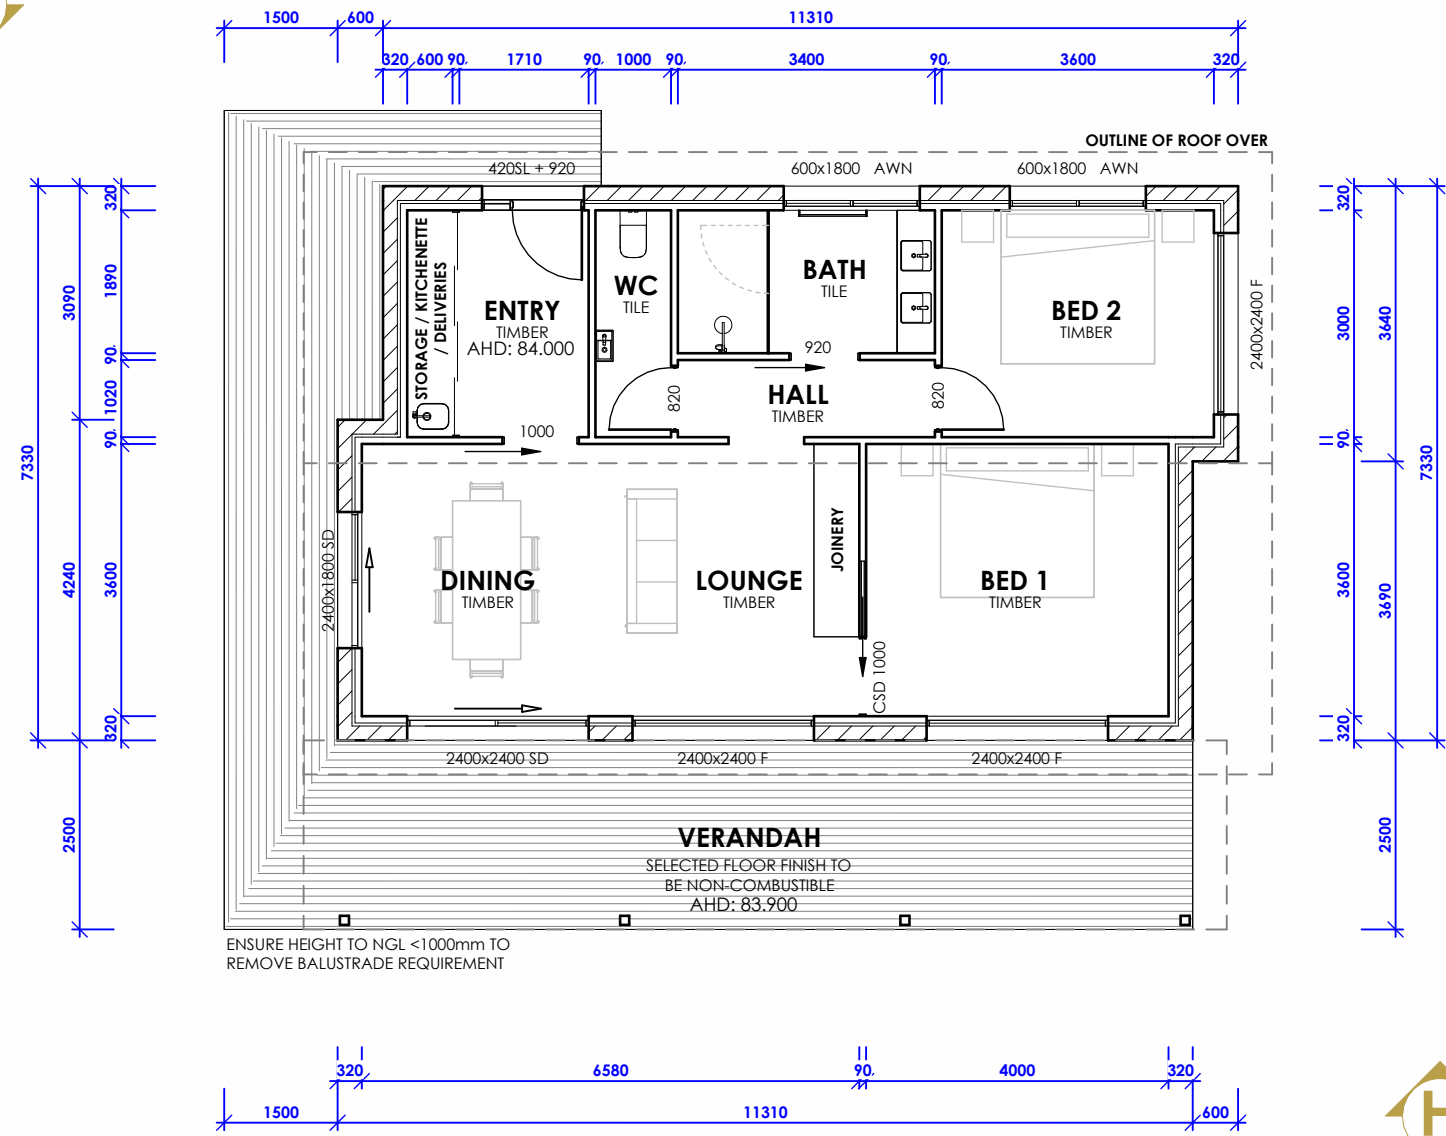 1500 600 11310
320 600 90 1710 90 1000 90 3400 90 3600 320
OUTLINE OF ROOF OVER
420SL + 920
600x1800 AWN
600x1800 AWN
STORAGE / KITCHENETTE
/ DELIVERIES
ENTRY
TIMBER
AHD: 84.000
WC
TILE
BATH
TILE
BED 2
TIMBER
2400x2400 F
920
HALL
TIMBER
820
820
1000
7330
3090
4240
2500
320
1890
90
1020
90
3600
320
320
3000
90
3600
320
3640
3690
2500
7330
2400x1800 SD
DINING
TIMBER
LOUNGE
TIMBER
JOINERY
BED 1
TIMBER
CSD 1000
2400x2400 SD
2400x2400 F
2400x2400 F
VERANDAH
SELECTED FLOOR FINISH TO
BE NON-COMBUSTIBLE
AHD: 83.900
ENSURE HEIGHT TO NGL <1000mm TO
REMOVE BALUSTRADE REQUIREMENT
320 6580 90 4000 320
1500 11310 600
H